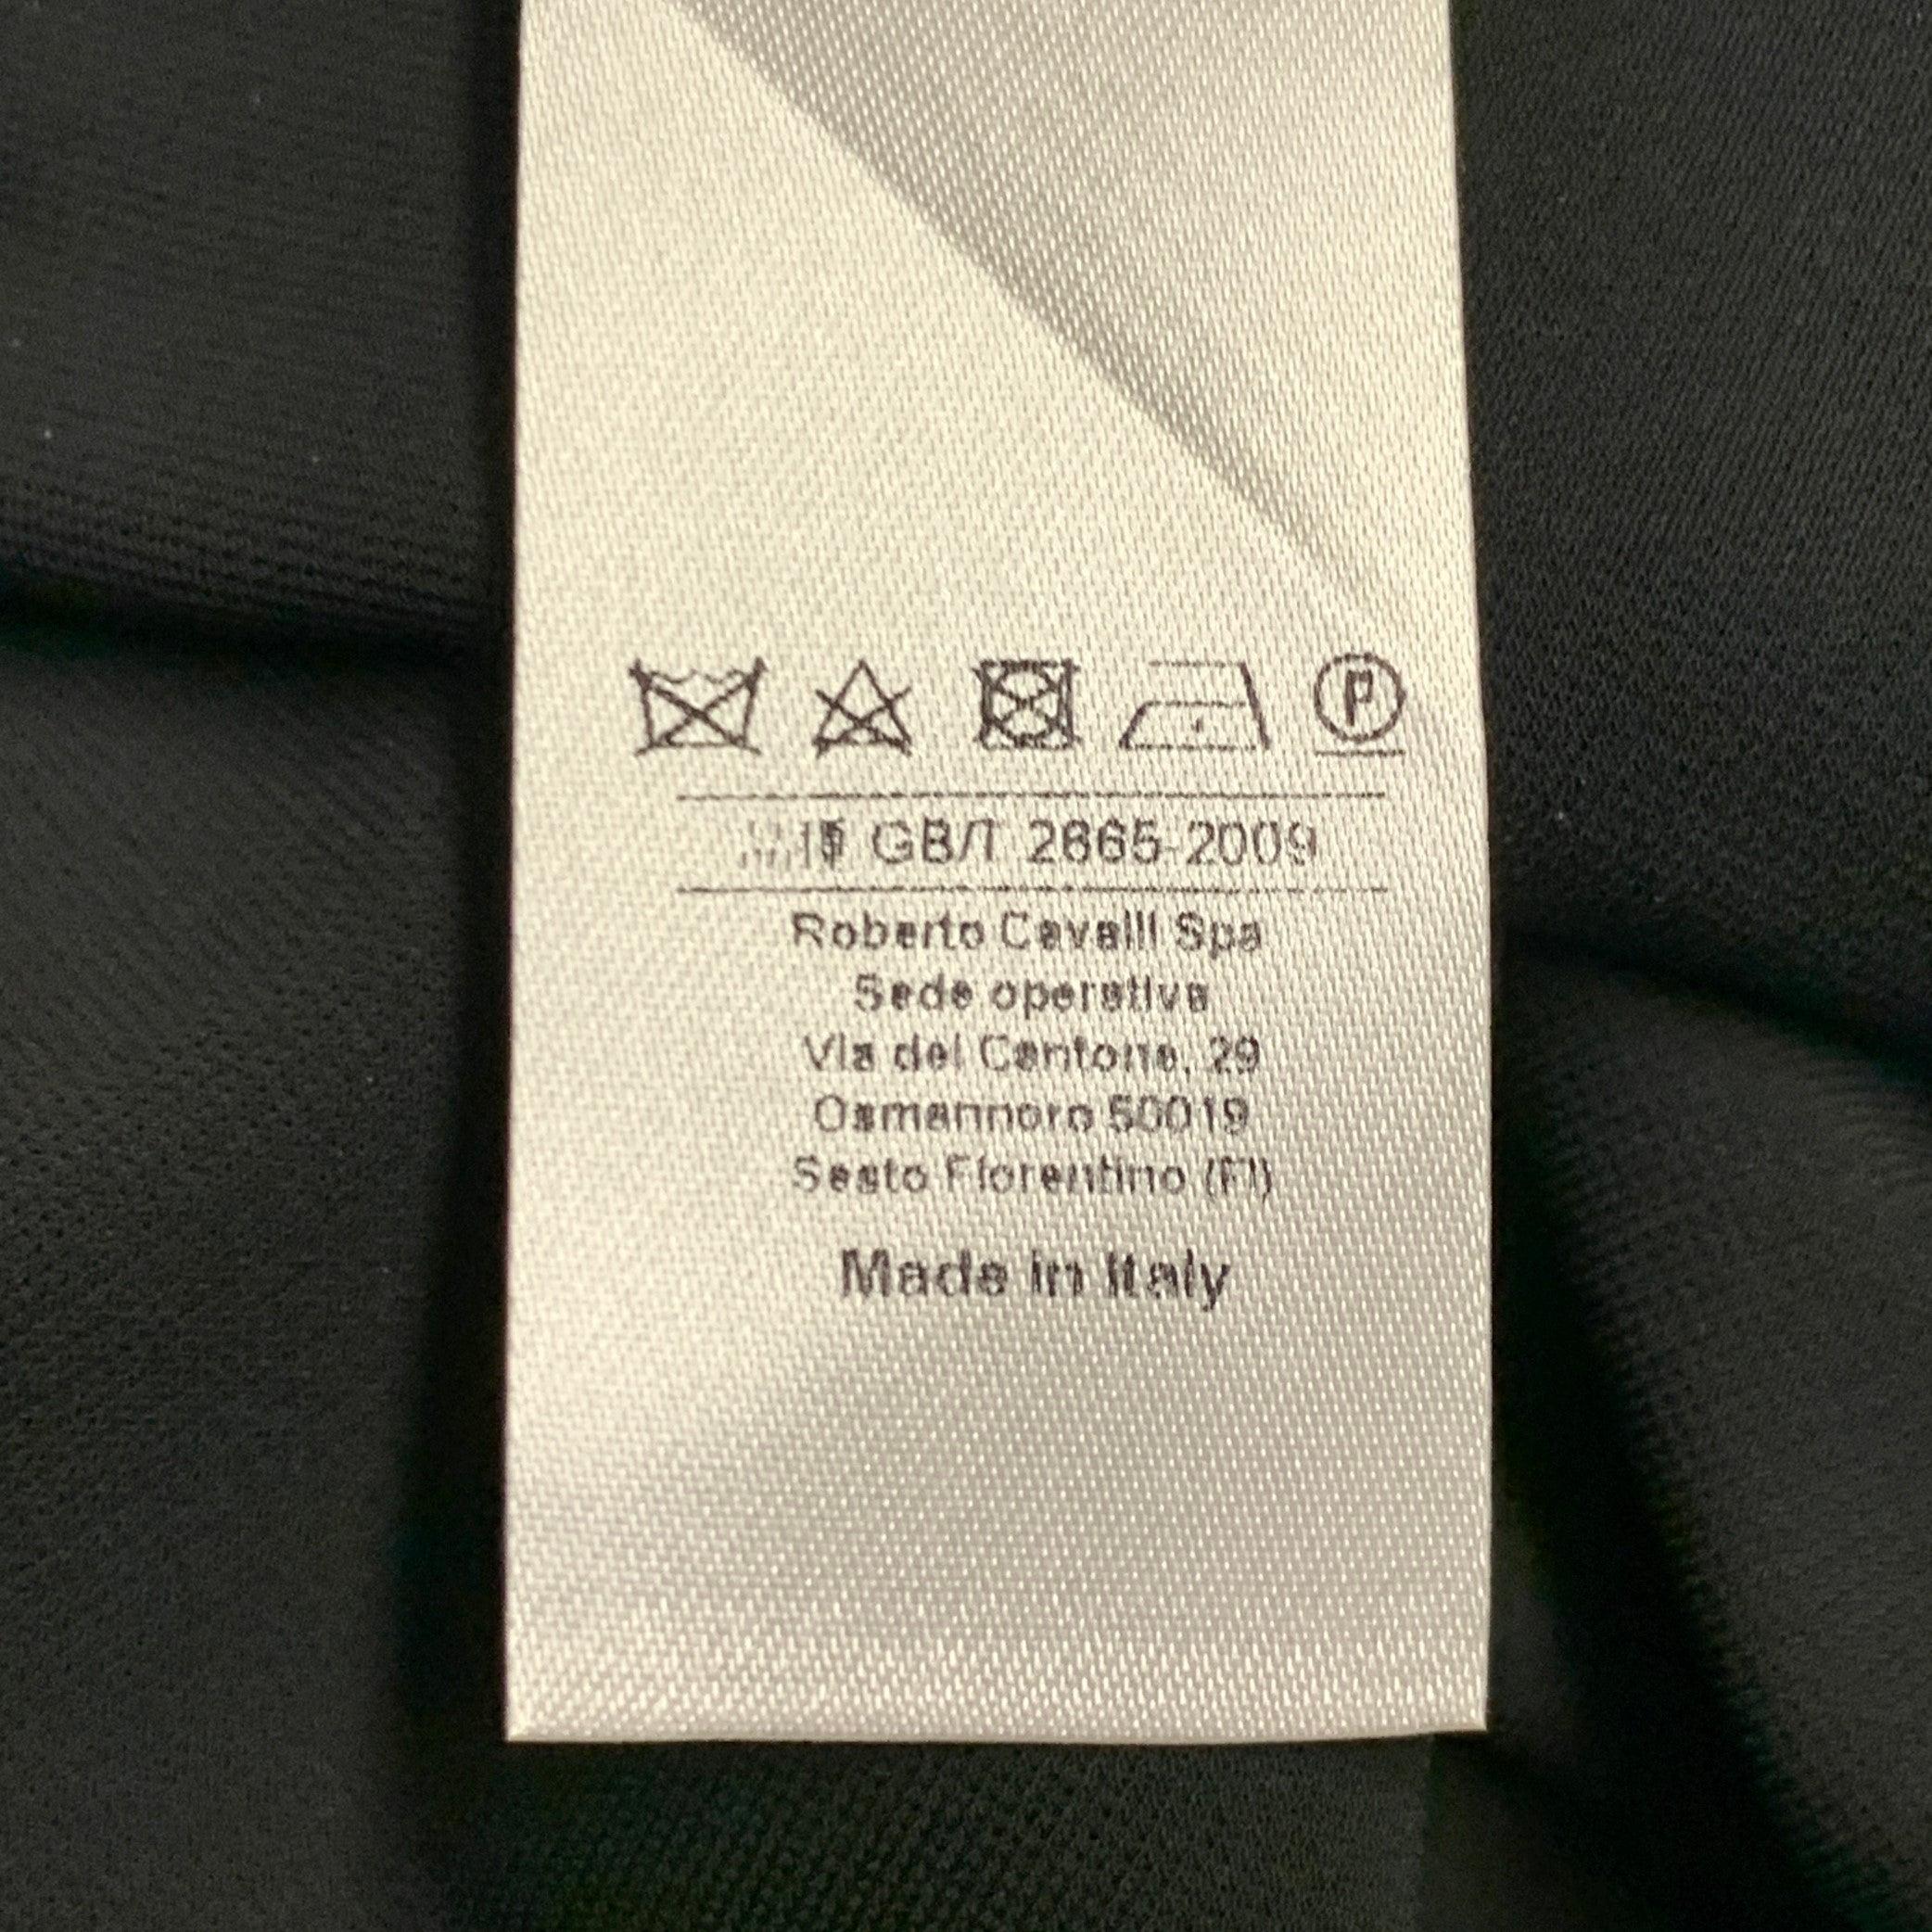 GB/T 2665-2009
Roberto Cavalli Spa
Sede operativa
Via del Cantone, 29
Osmannoro 50019
Sesto Fiorentino (FI)
Made in Italy